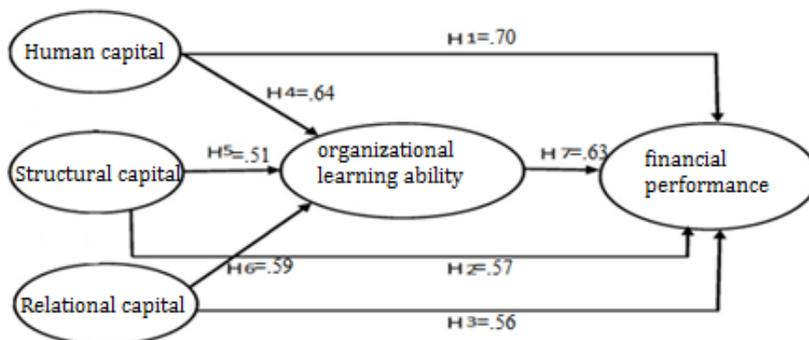 Human capital
H1=.70
H4=.64
Structural capital
H5=.51
organizational
learning ability
H7=.63
financial
performance
H6=.59
H2=.57
Relational capital
H3=.56